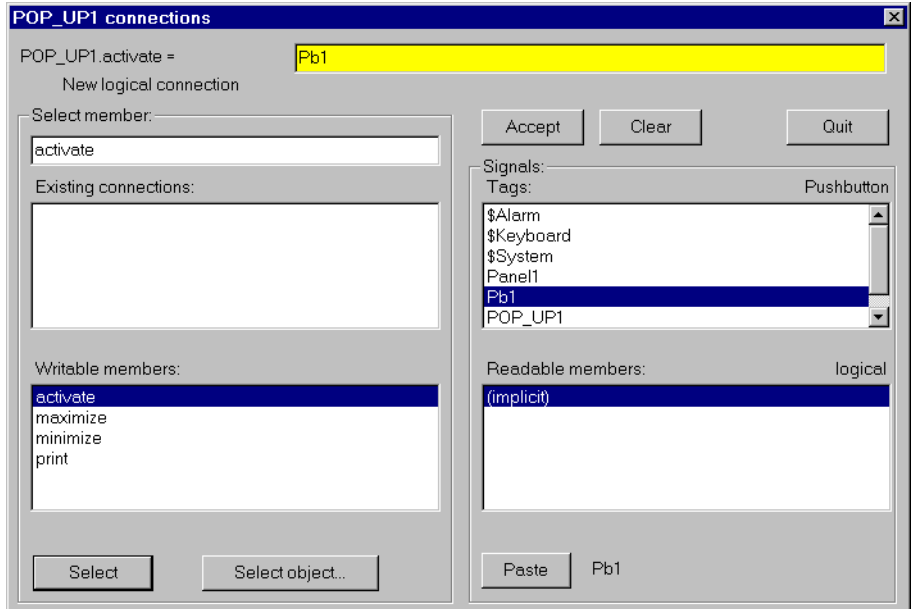 POP_UP1 connections
POP_UP1.activate =
Pb1
New logical connection
Select member:
activate
Existing connections:
Writable members:
activate
maximize
minimize
print
Select
Select object...
Accept
Clear
Quit
Signals:
Tags:
Pushbutton
$Alarm
$Keyboard
$System
Panel1
Pb1
POP_UP1
Readable members:
logical
(implicit)
Paste
Pb1